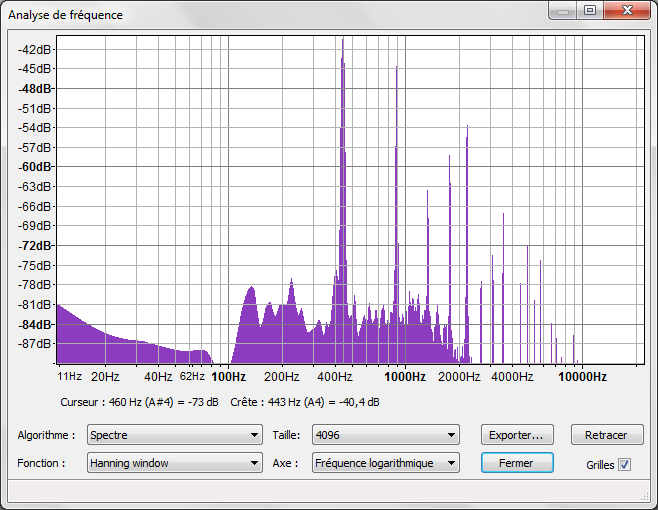 Analyse de fréquence
-42dB
-45dB
-48dB
-51dB
-54dB
-57dB
-60dB
-63dB
-66dB
-69dB
-72dB
-75dB
-78dB
-81dB
-84dB
-87dB
11Hz 20Hz 40Hz 62Hz 100Hz 200Hz 400Hz 1000Hz 2000Hz 4000Hz 10000Hz
Curseur : 460 Hz (A#4) = -73 dB Crête : 443 Hz (A4) = -40,4 dB
Algorithme : Spectre Taille: 4096 Exporter... Retracer
Fonction : Hanning window Axe : Fréquence logarithmique Fermer Grilles